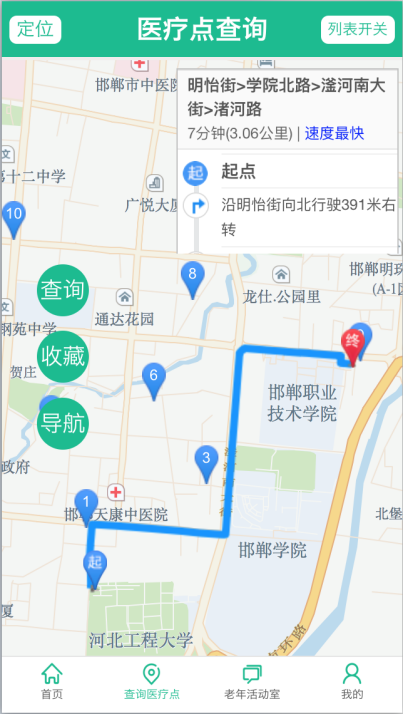 定位
医疗点查询
列表开关
邯郸市中医院
明怡街>学院北路>滏河南大
街>渚河路
7分钟(3.06公里) | 速度最快
起
起点
沿明怡街向北行驶391米右
转
文
第十二中学
广悦大厦
10
8
邯郸明珠
(A-1
龙仕.公园里
查询
通达花园
文
钢苑中学
收藏
终
贺庄
6
邯郸职业
技术学院
导航
3
政府
1
邯郸天康中医院
北堡
邯郸学院
起
厦
河北工程大学
环路
首页
查询医疗点
老年活动室
我的